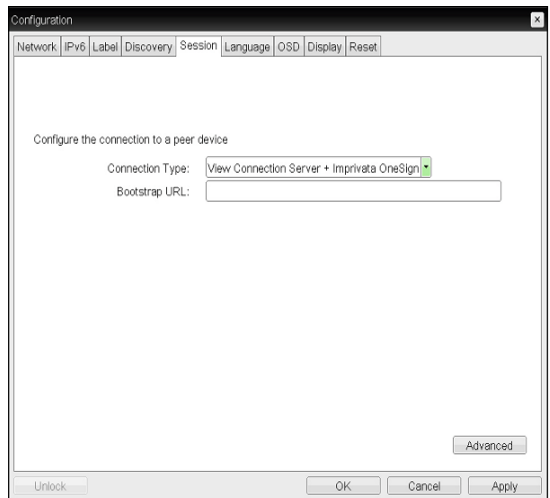 Configuration
Network IPv6 Label Discovery Session Language OSD Display Reset
Configure the connection to a peer device
Connection Type: View Connection Server + Imprivata OneSign
Bootstrap URL:
Advanced
Unlock OK Cancel Apply